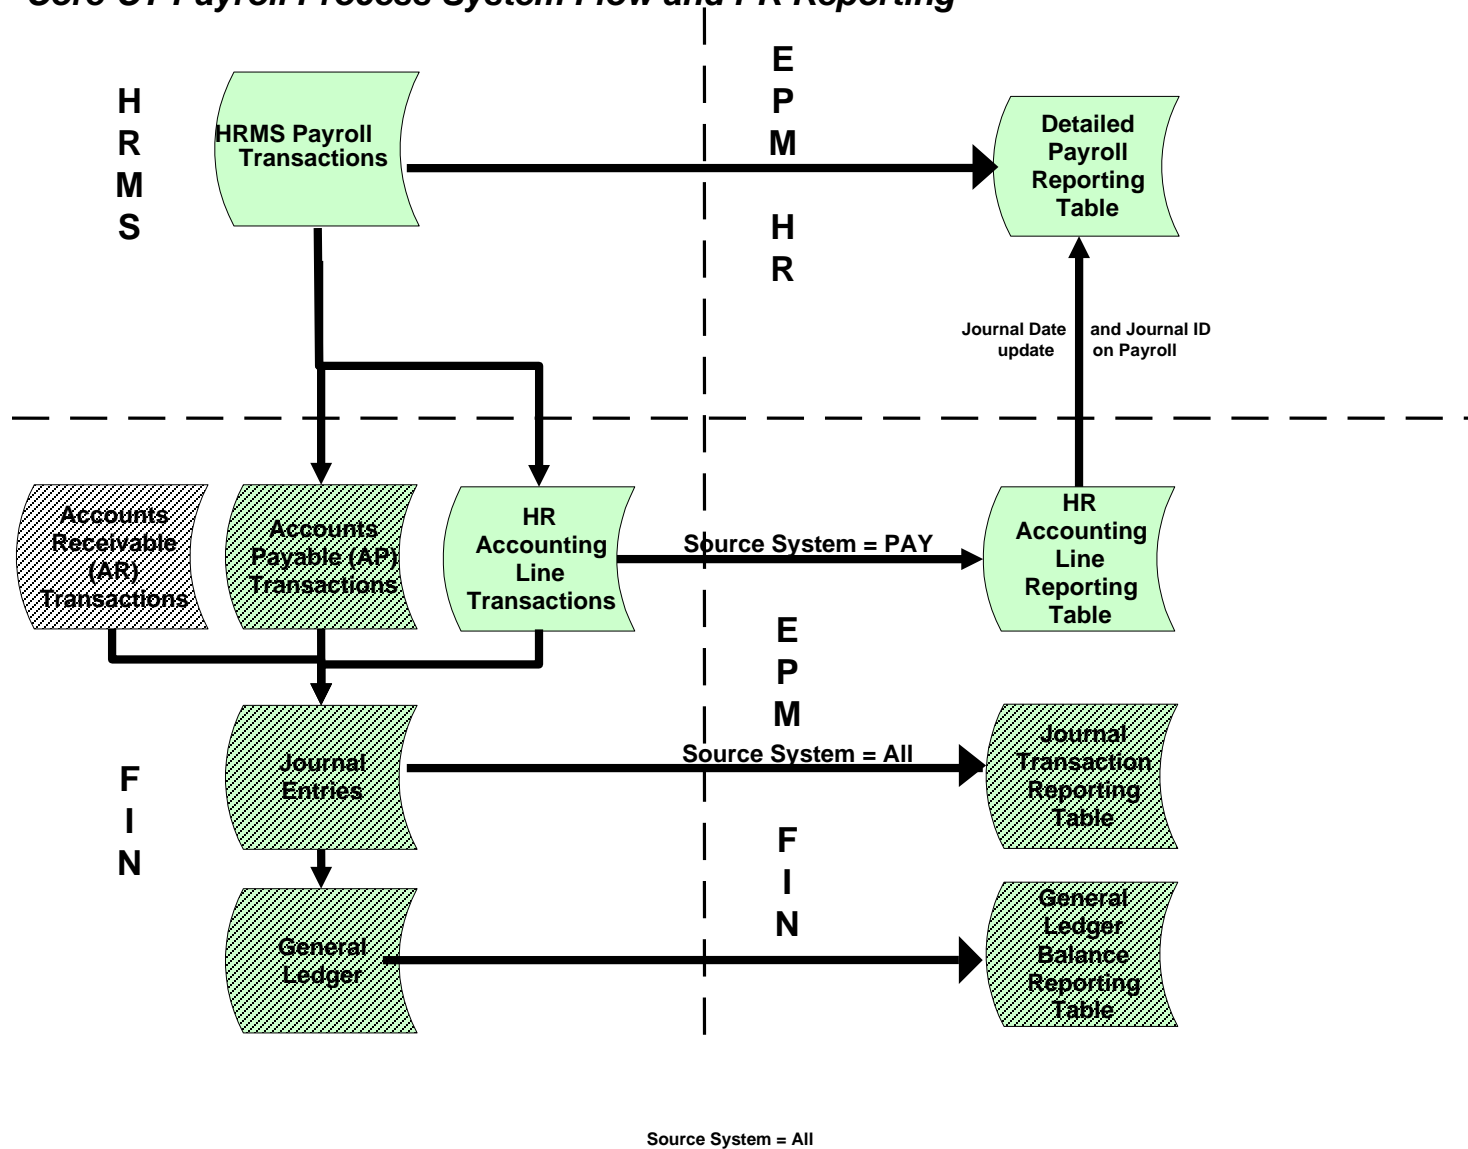 Core-CT Payroll Process System Flow and PR Reporting
H
R
M
S
E
P
M
H
R
HRMS Payroll
Transactions
Detailed
Payroll
Reporting
Table
Journal Date and Journal ID
update on Payroll
Accounts
Receivable
(AR)
Transactions
Accounts
Payable (AP)
Transactions
HR
Accounting
Line
Transactions
Source System = PAY
HR
Accounting
Line
Reporting
Table
E
P
M
F
I
N
F
I
N
Journal
Entries
Source System = All
Journal
Transaction
Reporting
Table
General
Ledger
General
Ledger
Balance
Reporting
Table
Source System = All